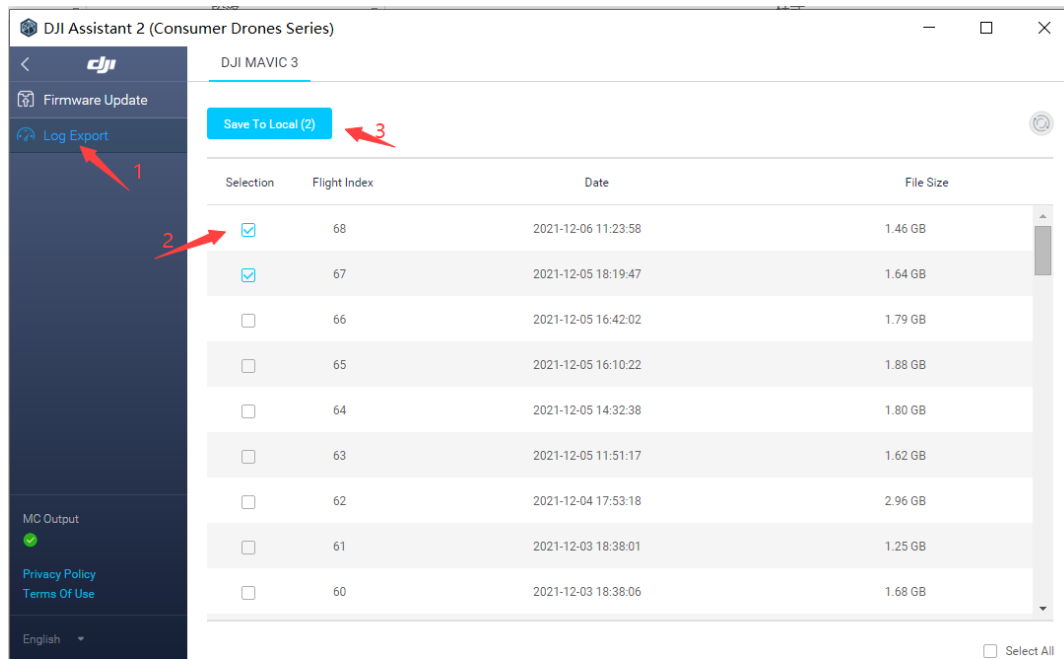 DJI Assistant 2 (Consumer Drones Series)
dji
DJI MAVIC 3
Firmware Update
Log Export
1
Save To Local (2)
3
Selection Flight Index Date File Size
2
68 2021-12-06 11:23:58 1.46 GB
67 2021-12-05 18:19:47 1.64 GB
66 2021-12-05 16:42:02 1.79 GB
65 2021-12-05 16:10:22 1.88 GB
64 2021-12-05 14:32:38 1.80 GB
63 2021-12-05 11:51:17 1.62 GB
62 2021-12-04 17:53:18 2.96 GB
61 2021-12-03 18:38:01 1.25 GB
60 2021-12-03 18:38:06 1.68 GB
MC Output
Privacy Policy
Terms Of Use
English
Select All